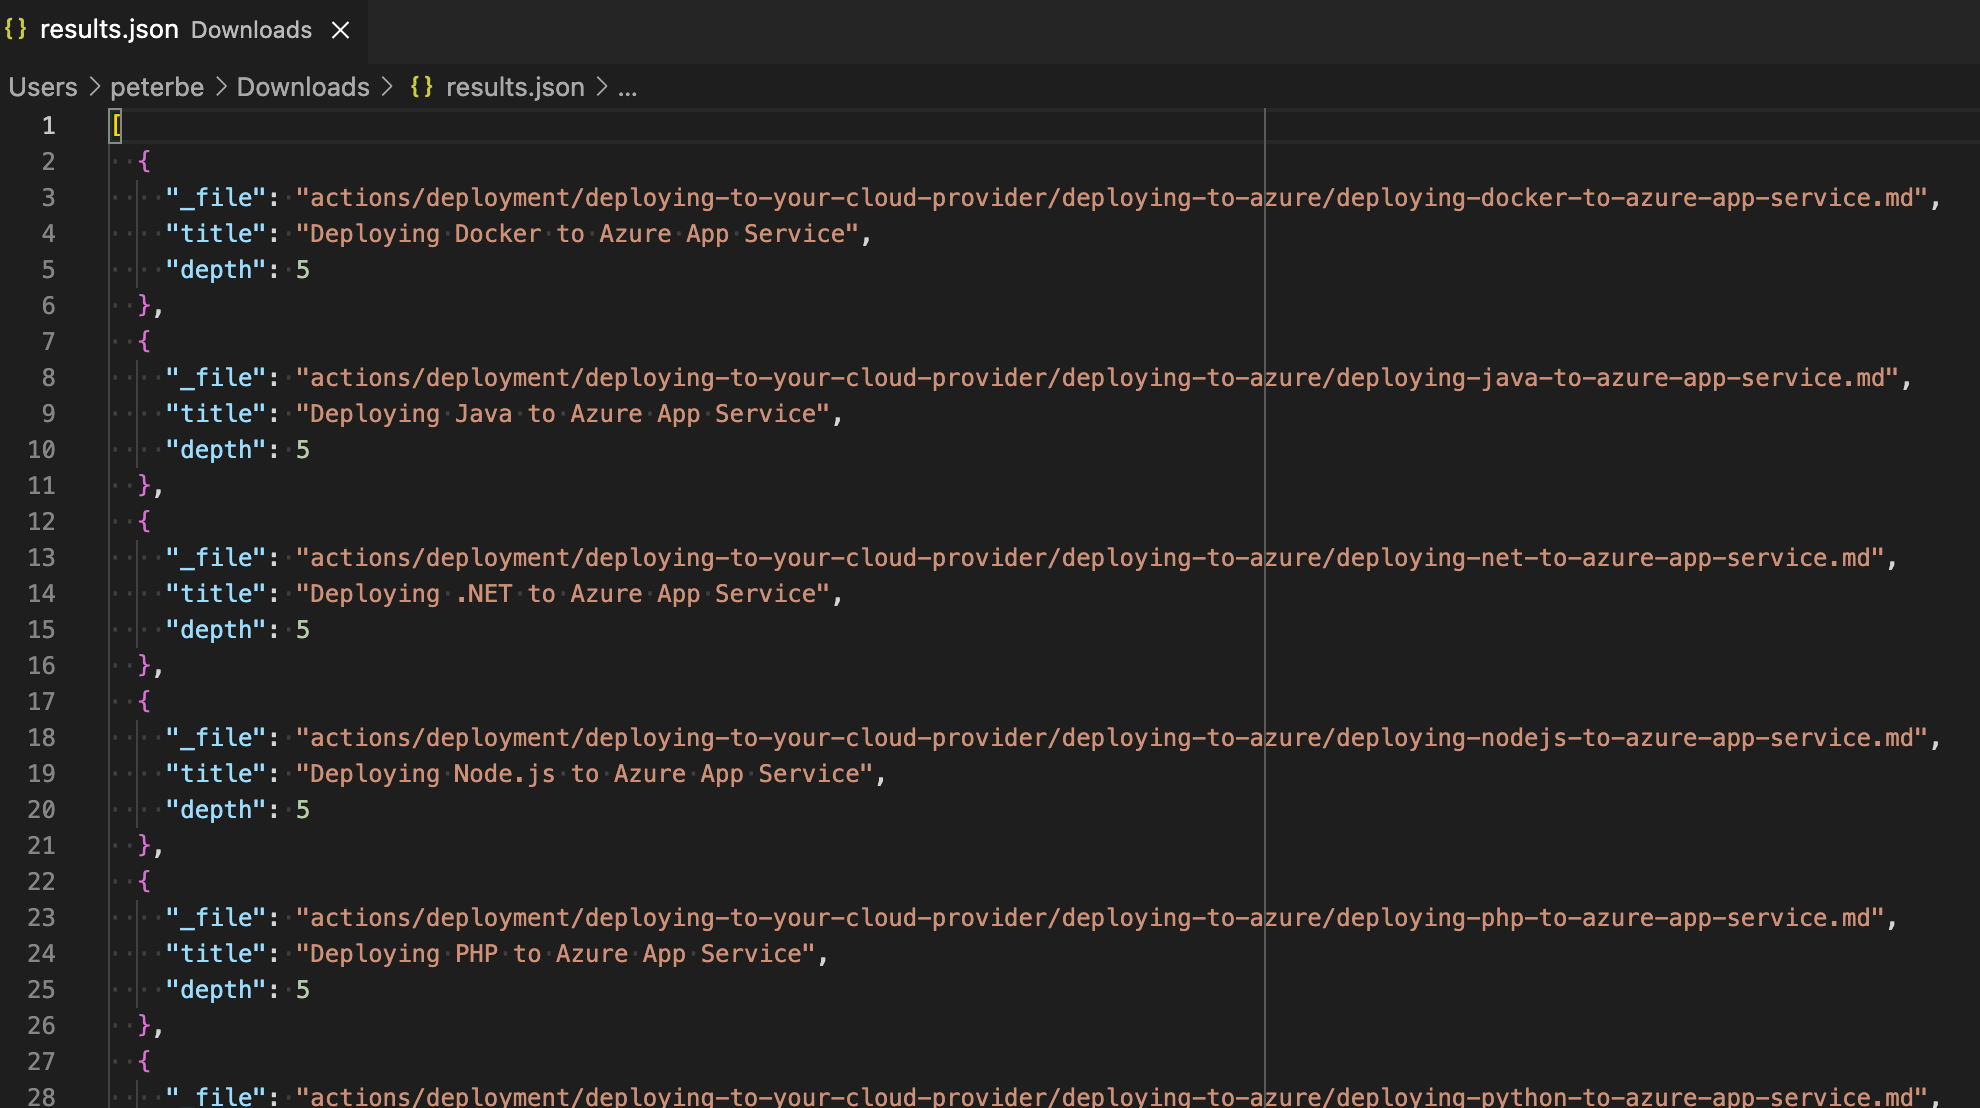 {} results.json Downloads ×
Users > peterbe > Downloads > {} results.json > ...
1 [
2 {
3 "_file": "actions/deployment/deploying-to-your-cloud-provider/deploying-to-azure/deploying-docker-to-azure-app-service.md",
4 "title": "Deploying Docker to Azure App Service",
5 "depth": 5
6 },
7 {
8 "_file": "actions/deployment/deploying-to-your-cloud-provider/deploying-to-azure/deploying-java-to-azure-app-service.md",
9 "title": "Deploying Java to Azure App Service",
10 "depth": 5
11 },
12 {
13 "_file": "actions/deployment/deploying-to-your-cloud-provider/deploying-to-azure/deploying-net-to-azure-app-service.md",
14 "title": "Deploying .NET to Azure App Service",
15 "depth": 5
16 },
17 {
18 "_file": "actions/deployment/deploying-to-your-cloud-provider/deploying-to-azure/deploying-nodejs-to-azure-app-service.md",
19 "title": "Deploying Node.js to Azure App Service",
20 "depth": 5
21 },
22 {
23 "_file": "actions/deployment/deploying-to-your-cloud-provider/deploying-to-azure/deploying-php-to-azure-app-service.md",
24 "title": "Deploying PHP to Azure App Service",
25 "depth": 5
26 },
27 {
28 "_file": "actions/deployment/deploying-to-your-cloud-provider/deploying-to-azure/deploying-python-to-azure-app-service.md",